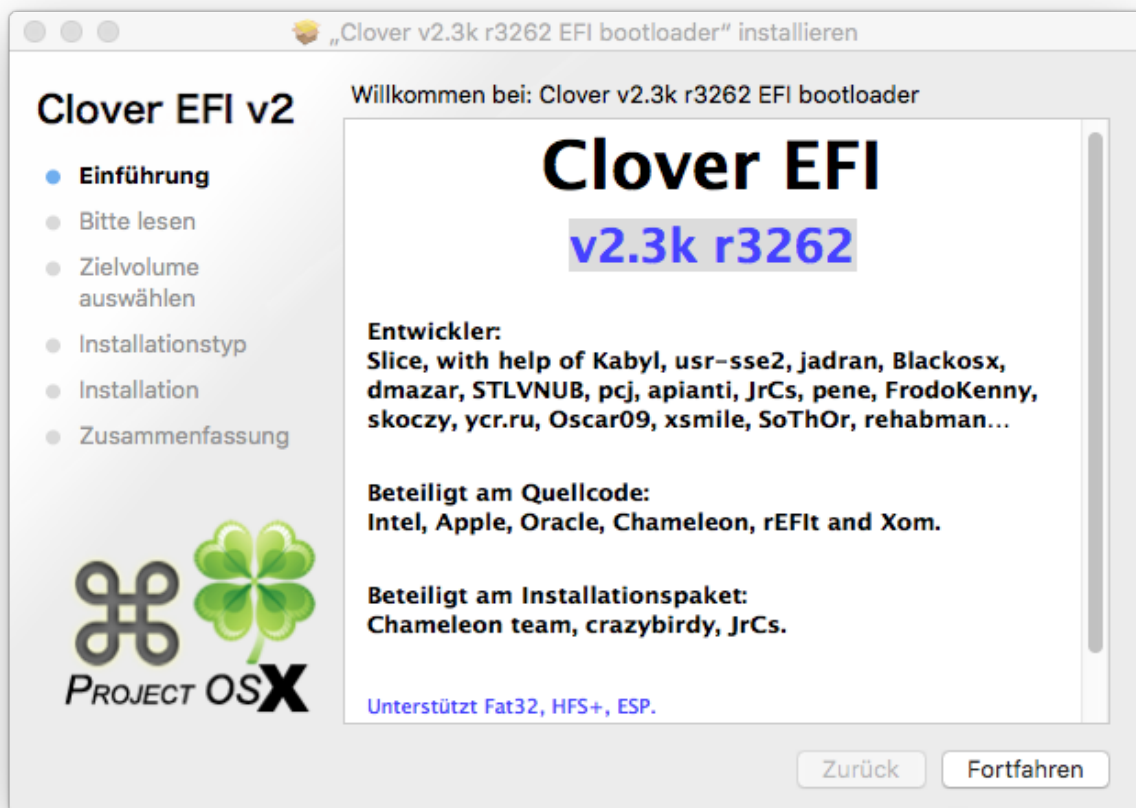 „Clover v2.3k r3262 EFI bootloader“ installieren
Clover EFI v2
Einführung
Bitte lesen
Zielvolume
auswählen
Installationstyp
Installation
Zusammenfassung
PROJECT OSX
Willkommen bei: Clover v2.3k r3262 EFI bootloader
Clover EFI
v2.3k r3262
Entwickler:
Slice, with help of Kabyl, usr-sse2, jadran, Blackosx,
dmazar, STLVNUB, pcj, apianti, JrCs, pene, FrodoKenny,
skoczy, ycr.ru, Oscar09, xsmile, SoThOr, rehabman…
Beteiligt am Quellcode:
Intel, Apple, Oracle, Chameleon, rEFIt and Xom.
Beteiligt am Installationspaket:
Chameleon team, crazybirdy, JrCs.
Unterstützt Fat32, HFS+, ESP.
Zurück
Fortfahren